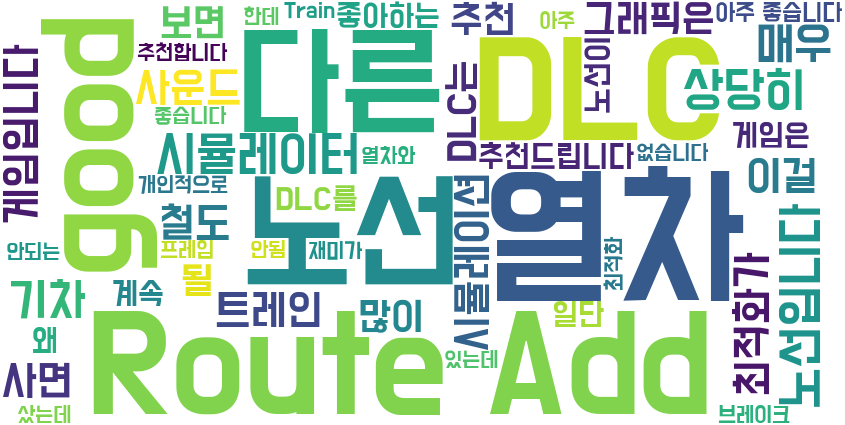 보면
한데
Train
좋아하는
추천
아주
그래픽은
아주 좋습니다
매우
추천합니다
good
다른
DLC
노선이
사운드
상당히
좋습니다
DLC는
게임은
게임입니다
시뮬레이터
열차와
추천드립니다
없습니다
이걸
개인적으로
DLC를
철도
노선
열차
시뮬레이션
노선입니다
안되는
프레임
안됨
재미가
최적화
최적화가
될
기차
계속
트레인
많이
일단
왜
Route Add
사면
있는데
샀는데
브레이크